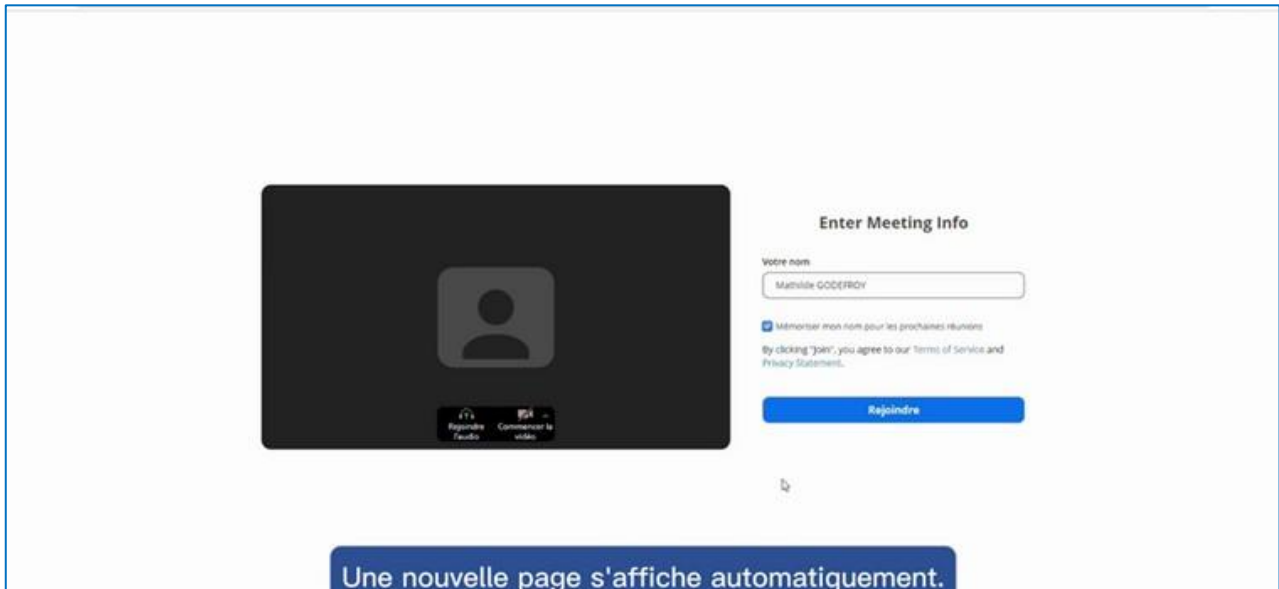 Enter Meeting Info
Votre nom
Mathilde GODEFROY
Mémoriser mon nom pour les prochaines réunions
By clicking "Join", you agree to our Terms of Service and
Privacy Statement.
Rejoindre
Rejoindre
l'audio
Commencer la
vidéo
Une nouvelle page s'affiche automatiquement.